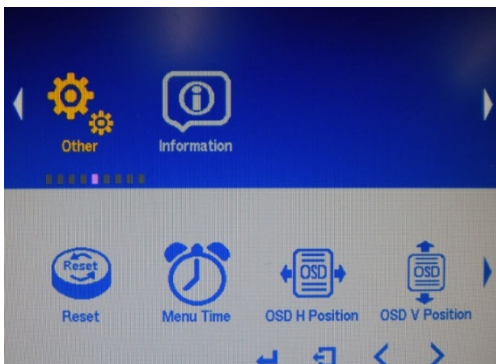 Other
Information
Reset
OSD
OSD
Reset
Menu Time
OSD H Position
OSD V Position